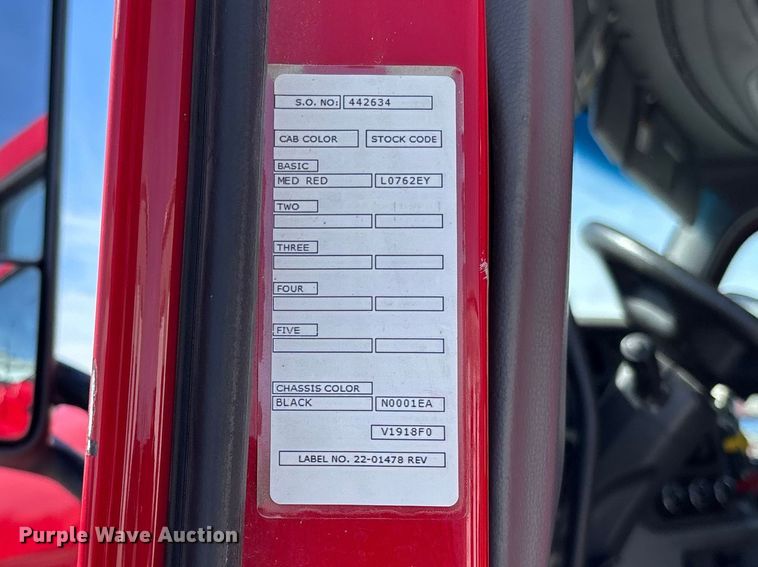 S.O. NO: 442634
CAB COLOR STOCK CODE
BASIC
MED RED L0762EY
TWO
THREE
FOUR
FIVE
CHASSIS COLOR
BLACK N0001EA
V1918F0
LABEL NO. 22-01478 REV
Purple Wave Auction